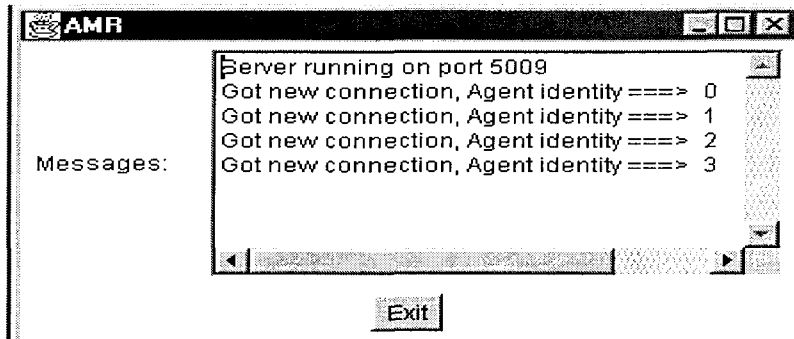 AMR
Server running on port 5009
Got new connection, Agent identity ===> 0
Got new connection, Agent identity ===> 1
Got new connection, Agent identity ===> 2
Got new connection, Agent identity ===> 3
Messages:
Exit